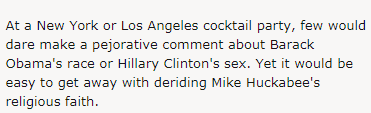 At a New York or Los Angeles cocktail party, few would
dare make a pejorative comment about Barack
Obama's race or Hillary Clinton's sex. Yet it would be
easy to get away with deriding Mike Huckabee's
religious faith.